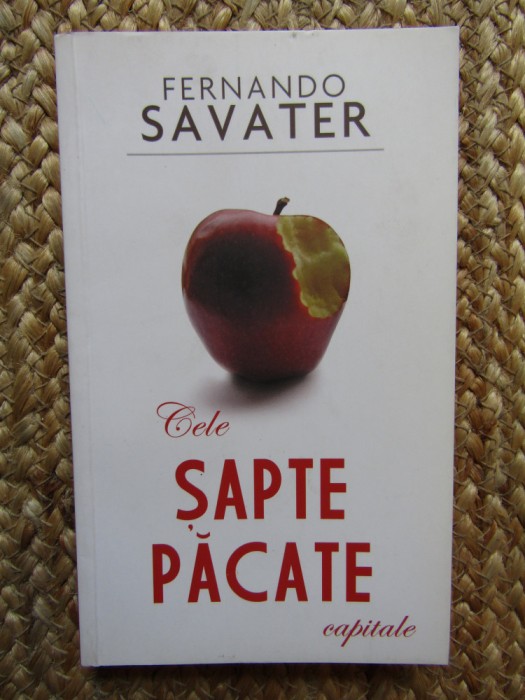 FERNANDO
SAVATER
Cele
ȘAPTE
PĂCATE
capitale